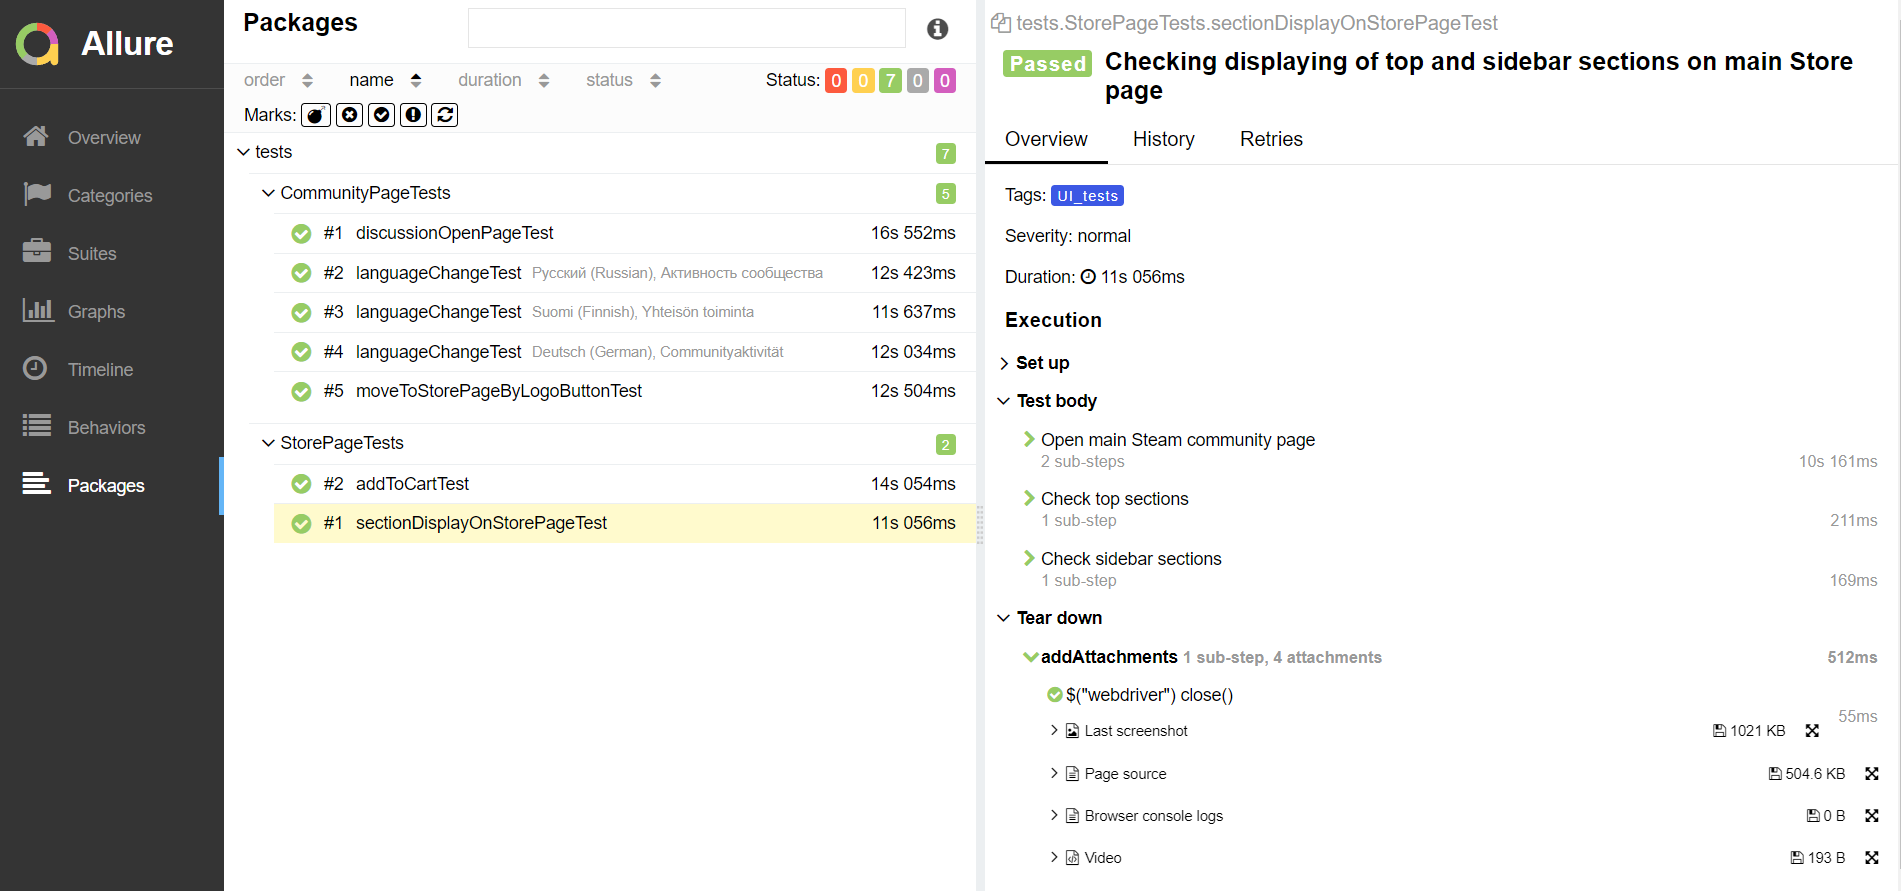 Allure
Overview
Categories
Suites
Graphs
Timeline
Behaviors
Packages
Packages
order name duration status Status: 0 0 7 0 0
Marks:
tests 7
CommunityPageTests 5
#1 discussionOpenPageTest 16s 552ms
#2 languageChangeTest Русский (Russian), Активность сообщества 12s 423ms
#3 languageChangeTest Suomi (Finnish), Yhteisön toiminta 11s 637ms
#4 languageChangeTest Deutsch (German), Communityaktivität 12s 034ms
#5 moveToStorePageByLogoButtonTest 12s 504ms
StorePageTests 2
#2 addToCartTest 14s 054ms
#1 sectionDisplayOnStorePageTest 11s 056ms
tests.StorePageTests.sectionDisplayOnStorePageTest
Passed Checking displaying of top and sidebar sections on main Store
page
Overview History Retries
Tags: UI_tests
Severity: normal
Duration: 11s 056ms
Execution
Set up
Test body
Open main Steam community page
2 sub-steps 10s 161ms
Check top sections
1 sub-step 211ms
Check sidebar sections
1 sub-step 169ms
Tear down
addAttachments 1 sub-step, 4 attachments 512ms
$("webdriver") close()
55ms
Last screenshot 1021 KB
Page source 504.6 KB
Browser console logs 0 B
Video 193 B